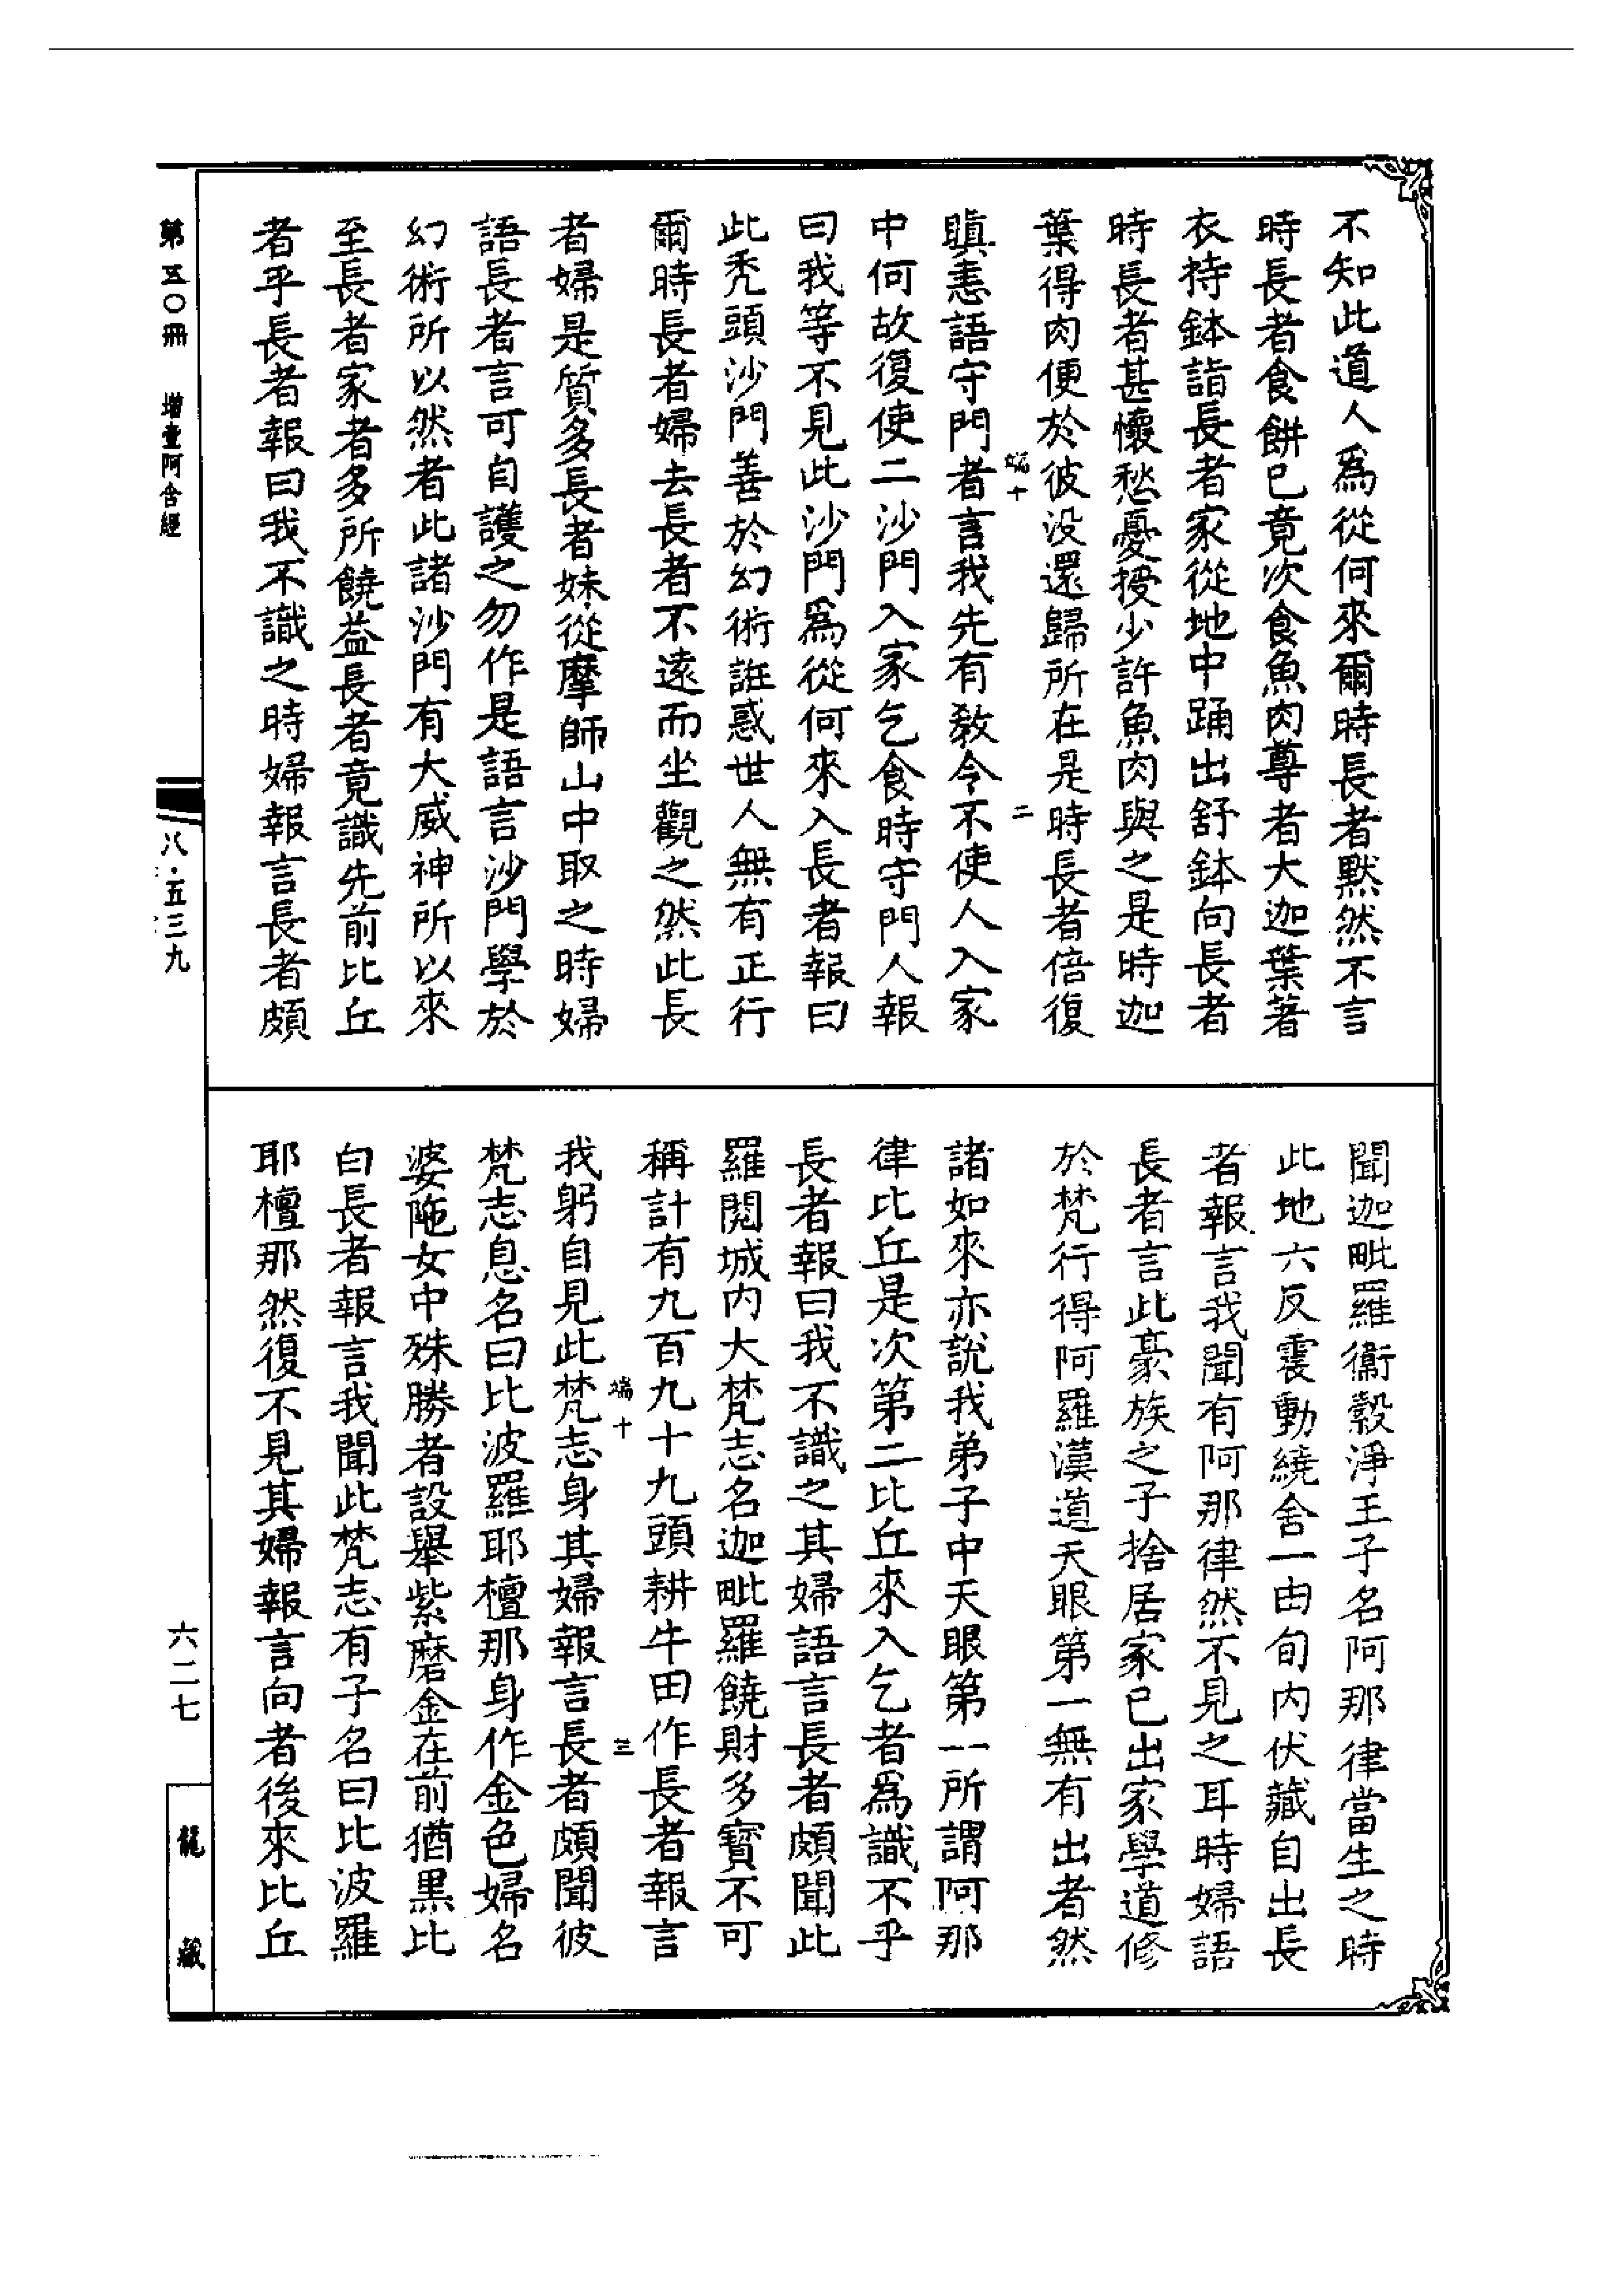 不知此道人爲從何來爾時長者默然不言
時長者食餅已竟次食魚肉尊者大迦葉著
衣持鉢詣長者家從地中踊出舒鉢向長者
時長者甚懷愁憂授少許魚肉與之是時迦
葉得肉便於彼没還歸所在是時長者倍復
端十 二
瞋恚語守門者言我先有敎令不使人入家
中何故復使二沙門入家乞食時守門人報
曰我等不見此沙門爲從何來入長者報曰
此禿頭沙門善於幻術誑惑世人無有正行
爾時長者婦去長者不遠而坐觀之然此長
者婦是質多長者妹從摩師山中取之時婦
語長者言可自護之勿作是語言沙門學於
幻術所以然者此諸沙門有大威神所以來
至長者家者多所饒益長者竟識先前比丘
者乎長者報曰我不識之時婦報言長者頗
聞迦毗羅衞穀淨王子名阿那律當生之時
此地六反震動繞舍一由旬内伏藏自出長
者報言我聞有阿那律然不見之耳時婦語
長者言此豪族之子捨居家已出家學道修
於梵行得阿羅漢道天眼第一無有出者然
諸如來亦說我弟子中天眼第一所謂阿那
律比丘是次第二比丘來入乞者爲識不乎
長者報曰我不識之其婦語言長者頗聞此
羅閱城内大梵志名迦毗羅饒財多寶不可
稱計有九百九十九頭耕牛田作長者報言
端十 三
我躬自見此梵志身其婦報言長者頗聞彼
梵志息名曰比波羅耶檀那身作金色婦名
婆陁女中殊勝者設舉紫磨金在前猶黑比
白長者報言我聞此梵志有子名曰比波羅
耶檀那然復不見其婦報言向者後來比丘
第五〇冊 增壹阿含經
八·五三九
六二七
龍藏